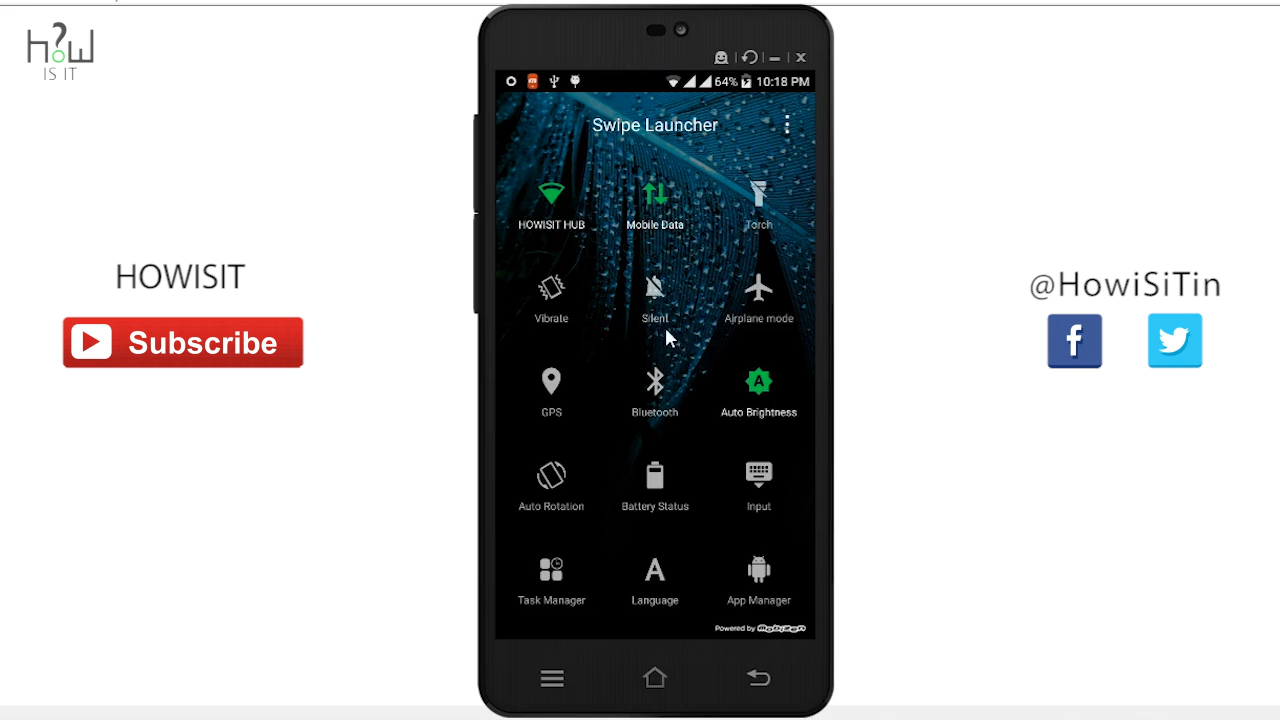 h?w
IS IT
64% 10:18 PM
Swipe Launcher
HOWISIT HUB
Mobile Data
Torch
Vibrate
Silent
Airplane mode
GPS
Bluetooth
A
Auto Brightness
Auto Rotation
Battery Status
Input
Task Manager
A
Language
App Manager
Powered by mobizen
HOWISIT
Subscribe
@HowiSiTin
f